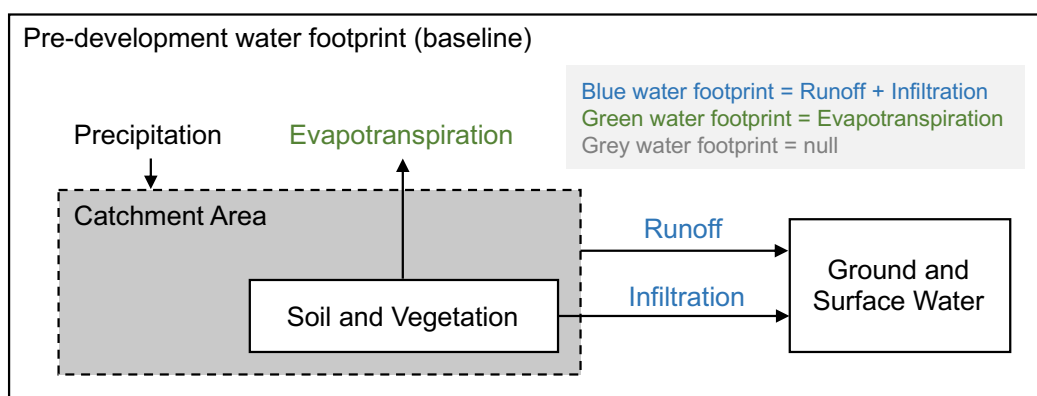 Pre-development water footprint (baseline)
Blue water footprint = Runoff + Infiltration
Green water footprint = Evapotranspiration
Grey water footprint = null
Precipitation
Evapotranspiration
Catchment Area
Runoff
Infiltration
Soil and Vegetation
Ground and
Surface Water